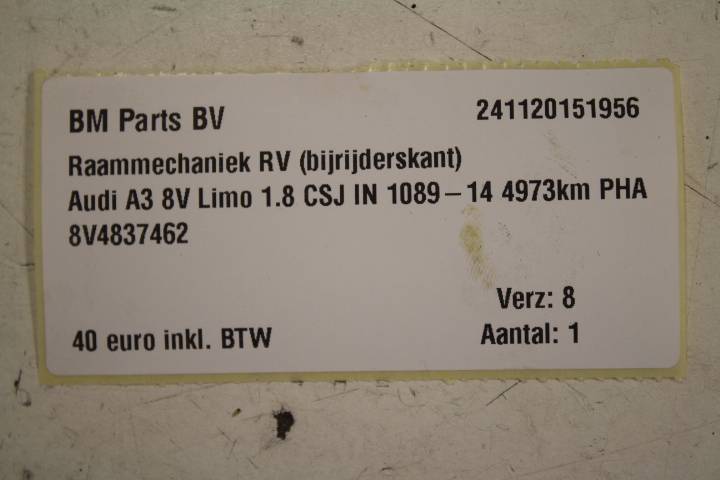 BM Parts BV
241120151956
Raammechaniek RV (bijrijderskant)
Audi A3 8V Limo 1.8 CSJ IN 1089-14 4973km PHA
8V4837462
Verz: 8
40 euro inkl. BTW
Aantal: 1